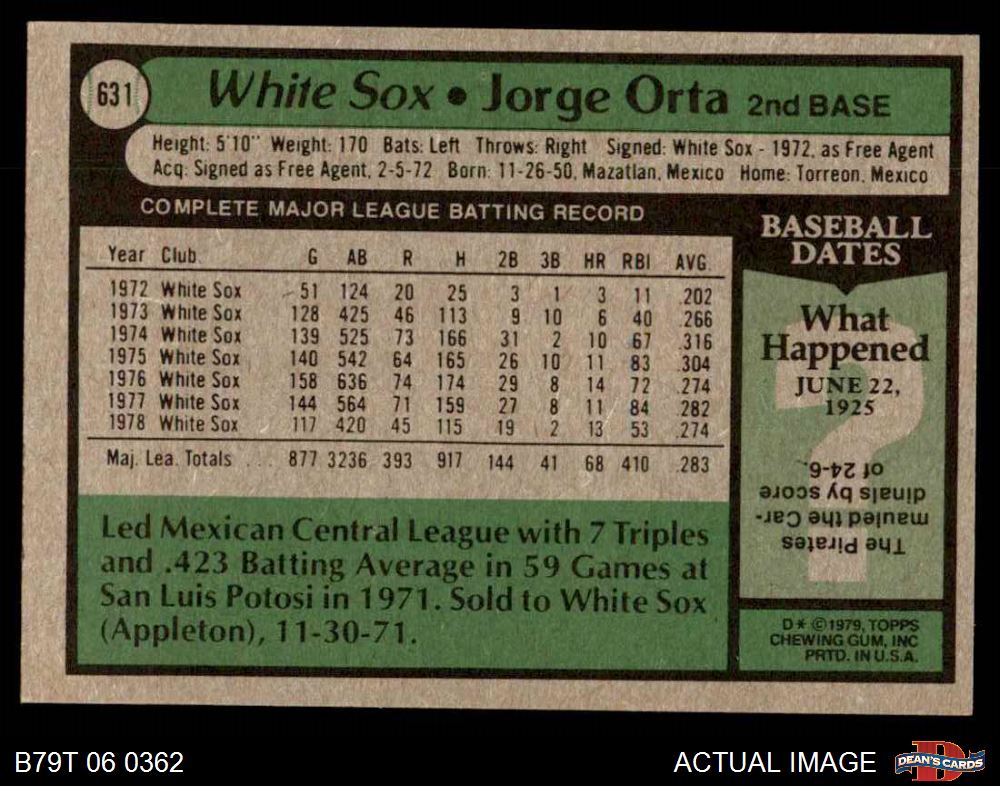 631
White Sox • Jorge Orta 2nd BASE
Height: 5'10" Weight: 170 Bats: Left Throws: Right Signed: White Sox - 1972, as Free Agent
Acq: Signed as Free Agent, 2-5-72 Born: 11-26-50, Mazatlan, Mexico Home: Torreon, Mexico
COMPLETE MAJOR LEAGUE BATTING RECORD
Year Club G AB R H 2B 3B HR RBI AVG.
1972 White Sox 51 124 20 25 3 1 3 11 .202
1973 White Sox 128 425 46 113 9 10 6 40 .266
1974 White Sox 139 525 73 166 31 2 10 67 .316
1975 White Sox 140 542 64 165 26 10 11 83 .304
1976 White Sox 158 636 74 174 29 8 14 72 .274
1977 White Sox 144 564 71 159 27 8 11 84 .282
1978 White Sox 117 420 45 115 19 2 13 53 .274
Maj. Lea. Totals ... 877 3236 393 917 144 41 68 410 .283
Led Mexican Central League with 7 Triples
and .423 Batting Average in 59 Games at
San Luis Potosi in 1971. Sold to White Sox
(Appleton), 11-30-71.
BASEBALL
DATES
What
Happened
JUNE 22,
1925
The Pirates
mauled the Car-
dinals by score
of 24-6.
D* ©1979, TOPPS
CHEWING GUM, INC
PRTD. IN U.S.A.
B79T 06 0362
ACTUAL IMAGE
D
DEAN'S CARDS